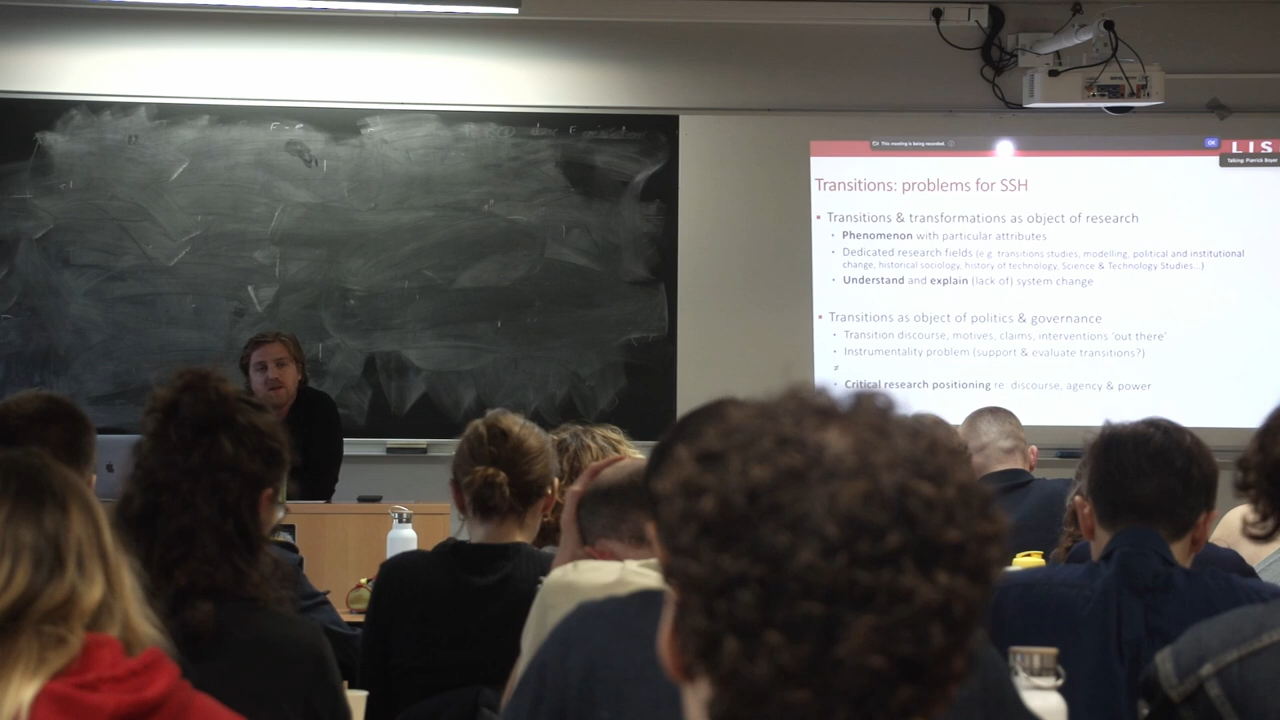 This meeting is being recorded.
OK
LIS
Talking: Pierrick Boyer
Transitions: problems for SSH
• Transitions & transformations as object of research
• Phenomenon with particular attributes
• Dedicated research fields (e.g. transitions studies, modelling, political and institutional
change, historical sociology, history of technology, Science & Technology Studies...)
• Understand and explain (lack of) system change
• Transitions as object of politics & governance
• Transition discourse, motives, claims, interventions 'out there'
• Instrumentality problem (support & evaluate transitions?)
≠
• Critical research positioning re: discourse, agency & power